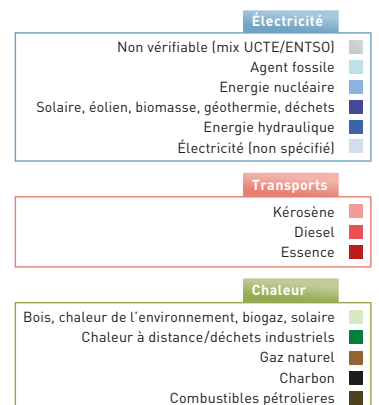 Électricité
Non vérifiable (mix UCTE/ENTSO)
Agent fossile
Energie nucléaire
Solaire, éolien, biomasse, géothermie, déchets
Energie hydraulique
Électricité (non spécifié)
Transports
Kérosène
Diesel
Essence
Chaleur
Bois, chaleur de l'environnement, biogaz, solaire
Chaleur à distance/déchets industriels
Gaz naturel
Charbon
Combustibles pétrolieres